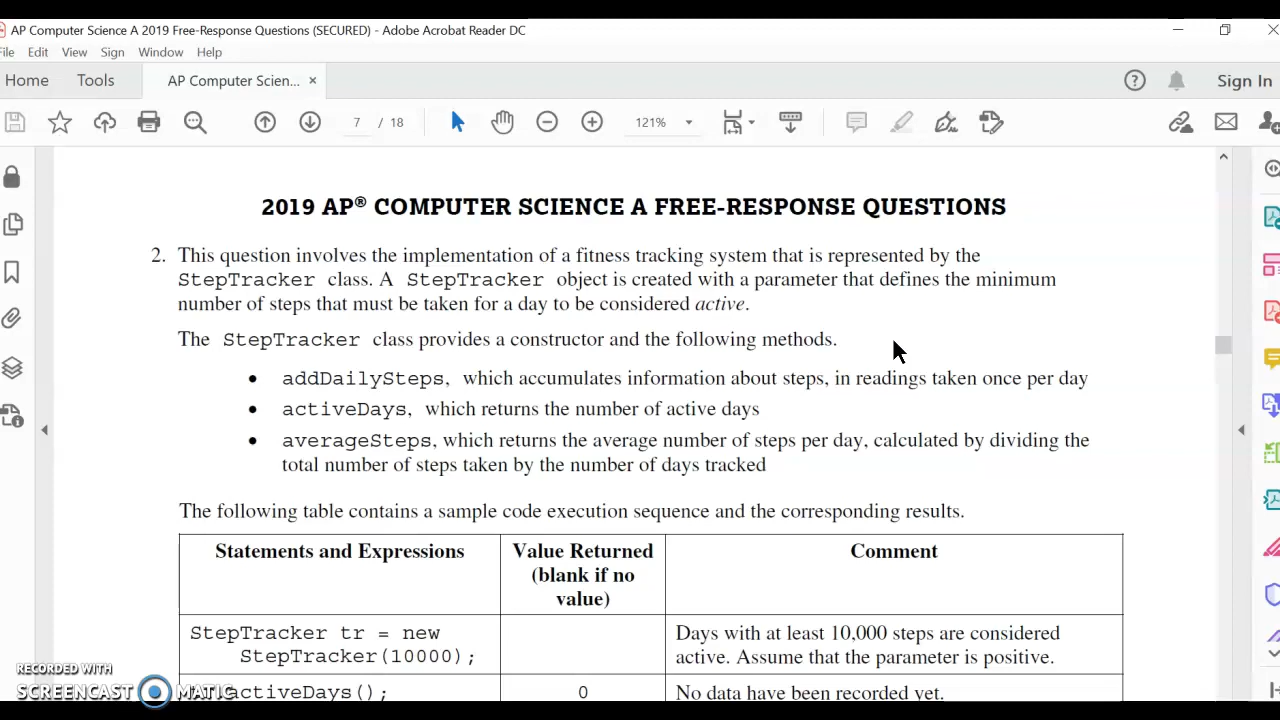 AP Computer Science A 2019 Free-Response Questions (SECURED) - Adobe Acrobat Reader DC
File Edit View Sign Window Help
Home Tools AP Computer Scien... × Sign In
7 / 18 121%
2019 AP® COMPUTER SCIENCE A FREE-RESPONSE QUESTIONS
2. This question involves the implementation of a fitness tracking system that is represented by the
StepTracker class. A StepTracker object is created with a parameter that defines the minimum
number of steps that must be taken for a day to be considered active.
The StepTracker class provides a constructor and the following methods.
• addDailySteps, which accumulates information about steps, in readings taken once per day
• activeDays, which returns the number of active days
• averageSteps, which returns the average number of steps per day, calculated by dividing the
total number of steps taken by the number of days tracked
The following table contains a sample code execution sequence and the corresponding results.
Statements and Expressions Value Returned Comment
(blank if no
value)
StepTracker tr = new Days with at least 10,000 steps are considered
StepTracker(10000); active. Assume that the parameter is positive.
activeDays(); 0 No data have been recorded yet.
RECORDED WITH
SCREENCAST MATIC